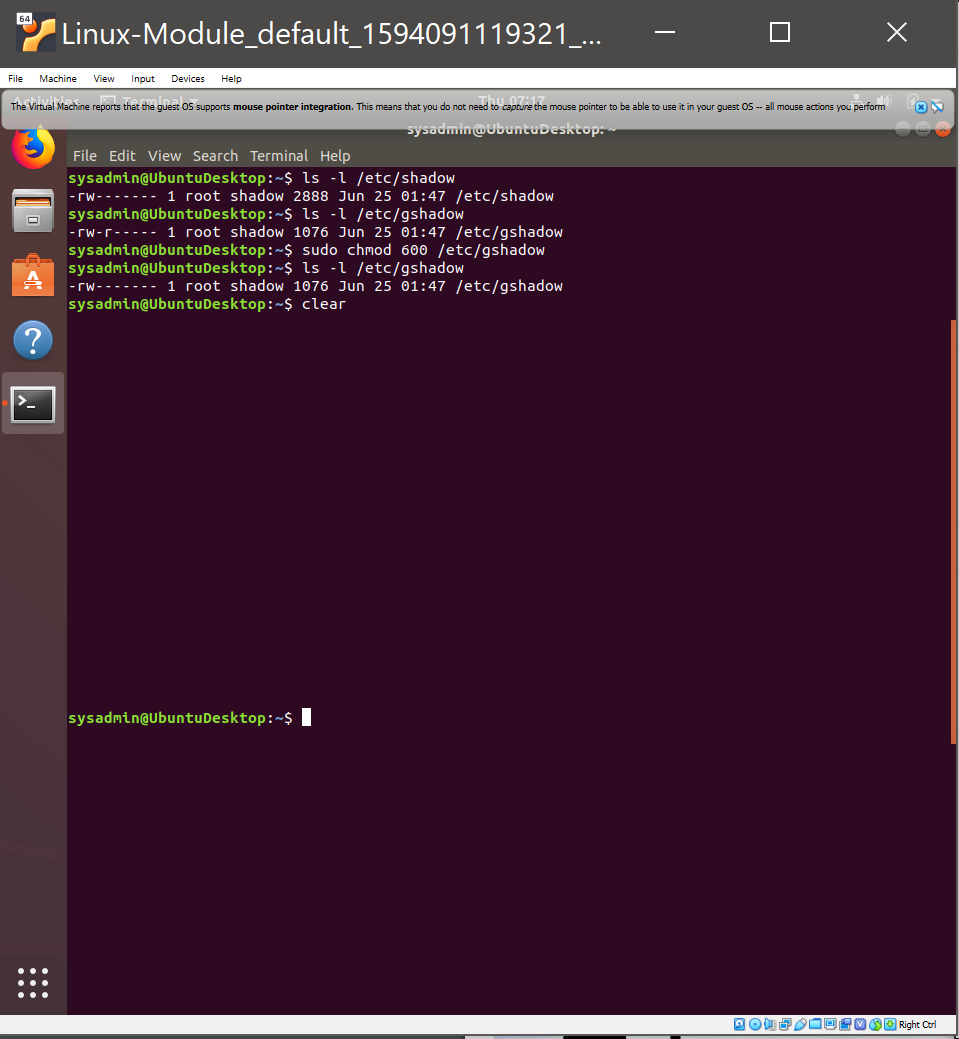 64
Linux-Module_default_1594091119321_...
File Machine View Input Devices Help
Activities Terminal Thu 07:17
The Virtual Machine reports that the guest OS supports mouse pointer integration. This means that you do not need to capture the mouse pointer to be able to use it in your guest OS -- all mouse actions you perform
sysadmin@UbuntuDesktop: ~
File Edit View Search Terminal Help
sysadmin@UbuntuDesktop:~$ ls -l /etc/shadow
-rw------- 1 root shadow 2888 Jun 25 01:47 /etc/shadow
sysadmin@UbuntuDesktop:~$ ls -l /etc/gshadow
-rw-r----- 1 root shadow 1076 Jun 25 01:47 /etc/gshadow
sysadmin@UbuntuDesktop:~$ sudo chmod 600 /etc/gshadow
sysadmin@UbuntuDesktop:~$ ls -l /etc/gshadow
-rw------- 1 root shadow 1076 Jun 25 01:47 /etc/gshadow
sysadmin@UbuntuDesktop:~$ clear
sysadmin@UbuntuDesktop:~$
Right Ctrl